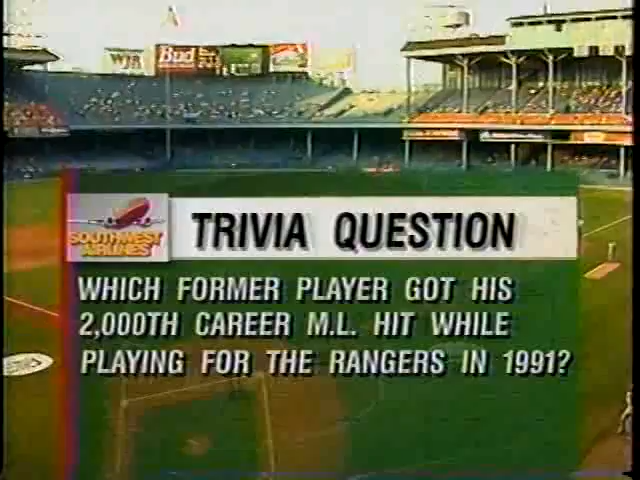 WJR
Bud
SOUTHWEST
AIRLINES
TRIVIA QUESTION
WHICH FORMER PLAYER GOT HIS
2,000TH CAREER M.L. HIT WHILE
PLAYING FOR THE RANGERS IN 1991?